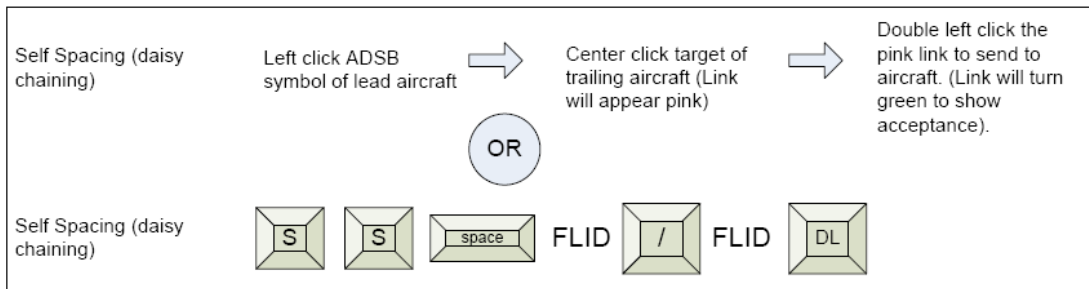 Self Spacing (daisy
chaining)
Left click ADSB
symbol of lead aircraft
Center click target of
trailing aircraft (Link
will appear pink)
Double left click the
pink link to send to
aircraft. (Link will turn
green to show
acceptance).
OR
Self Spacing (daisy
chaining)
S S space FLID / FLID DL